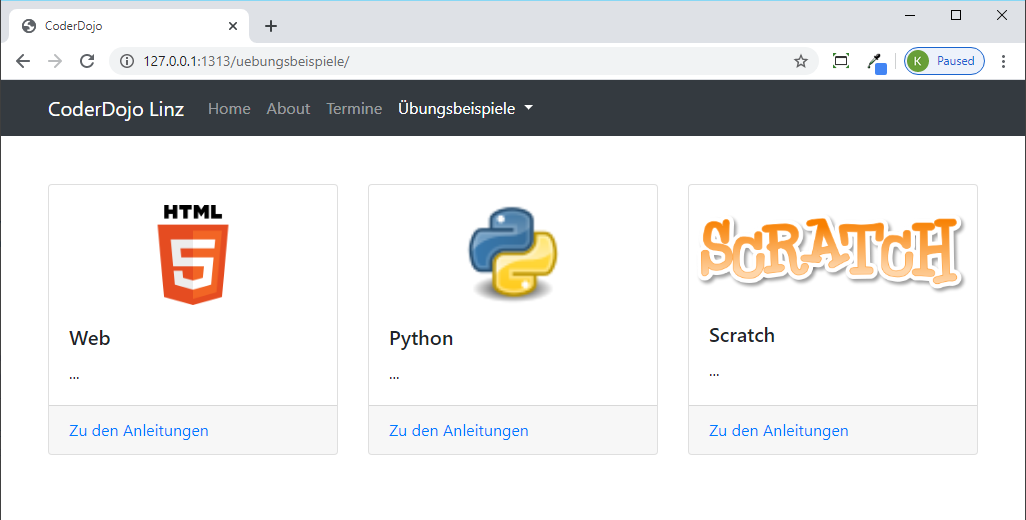 CoderDojo
127.0.0.1:1313/uebungsbeispiele/
K Paused
CoderDojo Linz Home About Termine Übungsbeispiele
HTML
5
SCRATCH
Web
Python
Scratch
...
...
...
Zu den Anleitungen
Zu den Anleitungen
Zu den Anleitungen